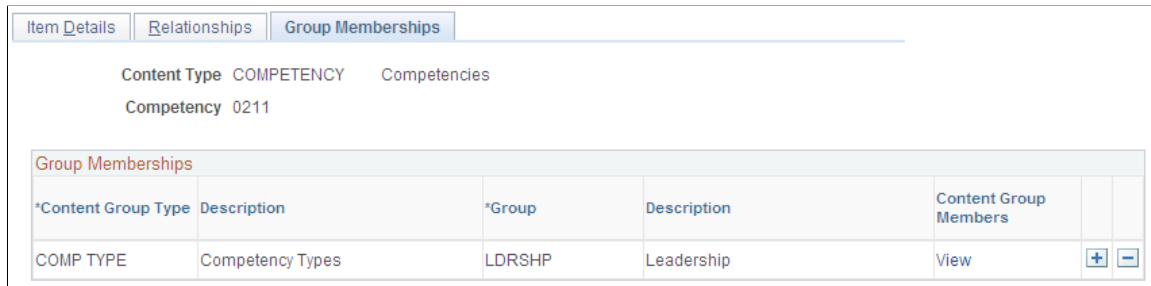 Item Details Relationships Group Memberships
Content Type COMPETENCY Competencies
Competency 0211
Group Memberships
*Content Group Type Description *Group Description Content Group Members
COMP TYPE Competency Types LDRSHP Leadership View + −